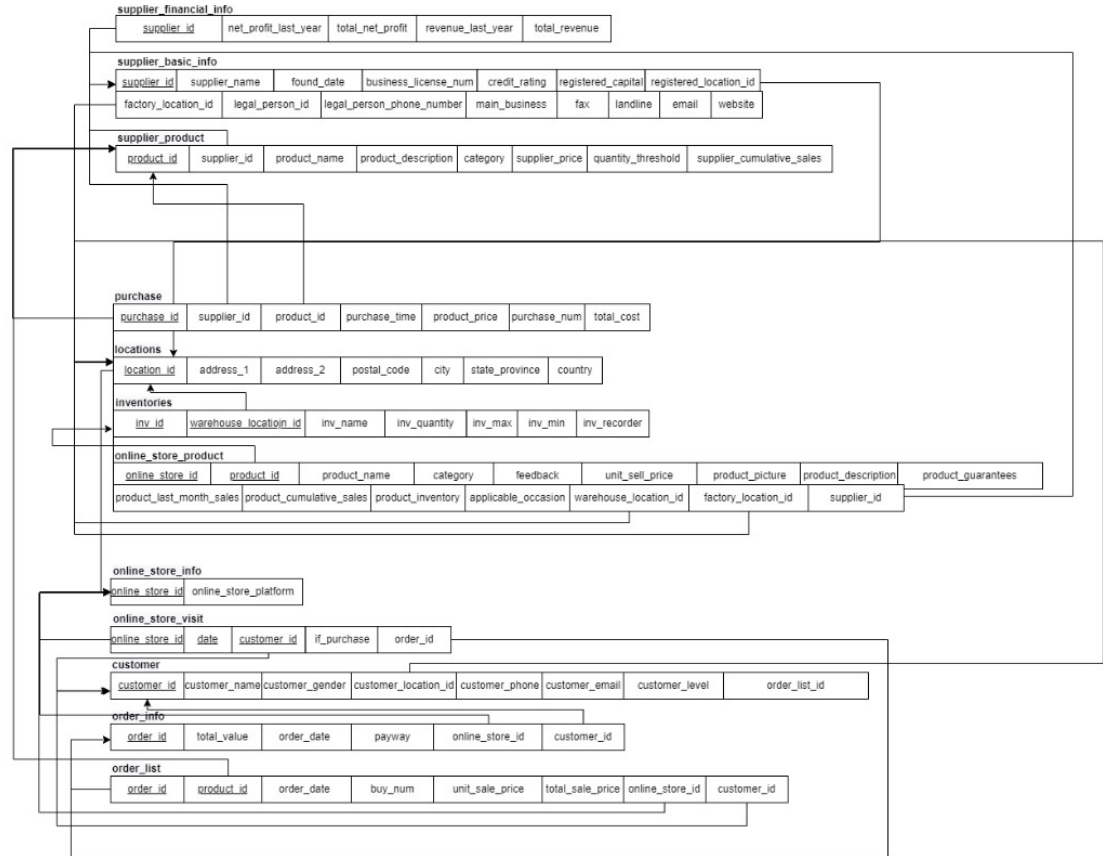 supplier_financial_info
supplier_id net_profit_last_year total_net_profit revenue_last_year total_revenue
supplier_basic_info
supplier_id supplier_name found_date business_license_num credit_rating registered_capital registered_location_id
factory_location_id legal_person_id legal_person_phone_number main_business fax landline email website
supplier_product
product_id supplier_id product_name product_description category supplier_price quantity_threshold supplier_cumulative_sales
purchase
purchase_id supplier_id product_id purchase_time product_price purchase_num total_cost
locations
location_id address_1 address_2 postal_code city state_province country
inventories
inv_id warehouse_locatioin_id inv_name inv_quantity inv_max inv_min inv_recorder
online_store_product
online_store_id product_id product_name category feedback unit_sell_price product_picture product_description product_guarantees
product_last_month_sales product_cumulative_sales product_inventory applicable_occasion warehouse_location_id factory_location_id supplier_id
online_store_info
online_store_id online_store_platform
online_store_visit
online_store_id date customer_id if_purchase order_id
customer
customer_id customer_name customer_gender customer_location_id customer_phone customer_email customer_level order_list_id
order_info
order_id total_value order_date payway online_store_id customer_id
order_list
order_id product_id order_date buy_num unit_sale_price total_sale_price online_store_id customer_id